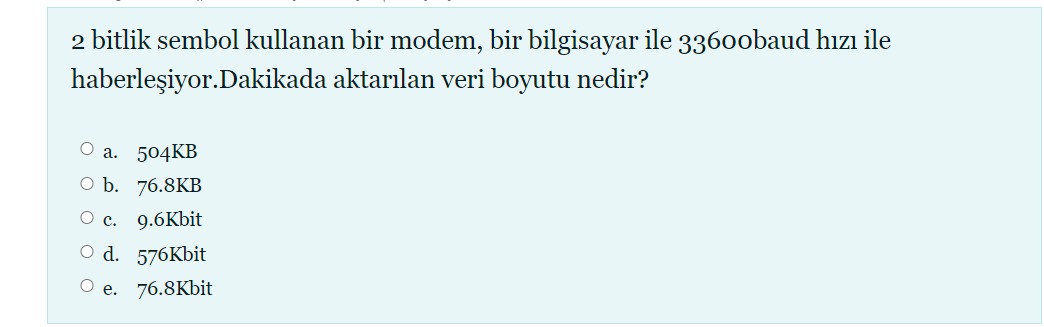 2 bitlik sembol kullanan bir modem, bir bilgisayar ile 33600baud hızı ile
haberleşiyor.Dakikada aktarılan veri boyutu nedir?
a. 504KB
b. 76.8KB
c. 9.6Kbit
d. 576Kbit
e. 76.8Kbit